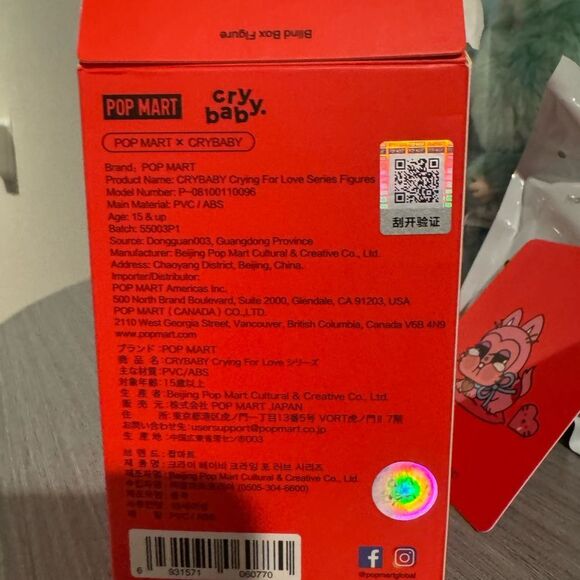 Blind Box Figure
POP MART
cry
baby.
POP MART × CRYBABY
Brand: POP MART
Product Name: CRYBABY Crying For Love Series Figures
Model Number: P-08100110096
Main Material: PVC / ABS
Age: 15 & up
Batch: 55003P1
Source: Dongguan003, Guangdong Province
Manufacturer: Beijing Pop Mart Cultural & Creative Co., Ltd.
Address: Chaoyang District, Beijing, China.
Importer/Distributor:
POP MART Americas Inc.
500 North Brand Boulevard, Suite 2000, Glendale, CA 91203, USA
POP MART (CANADA) CO.,LTD.
2110 West Georgia Street, Vancouver, British Columbia, Canada V6B 4N9
www.popmart.com
刮开验证
ブランド：POP MART
商 品 名：CRYBABY Crying For Love シリーズ
主な材質：PVC/ABS
対象年齢：15歳以上
生 産 者：Beijing Pop Mart Cultural & Creative Co., Ltd.
販 売 元：株式会社 POP MART JAPAN
住 所：東京都港区虎ノ門一丁目13番5号 VORT虎ノ門II 7階
お問い合わせ：usersupport@popmart.co.jp
生 産 地：中国広東省
브 랜 드：팝마트
제 품 명：크라이 베이비 크라잉 포 러브 시리즈
제조자명：Beijing Pop Mart Cultural & Creative Co., Ltd.
(0505-304-6600)
PVC / ABS
6 931571 060770
@popmartglobal